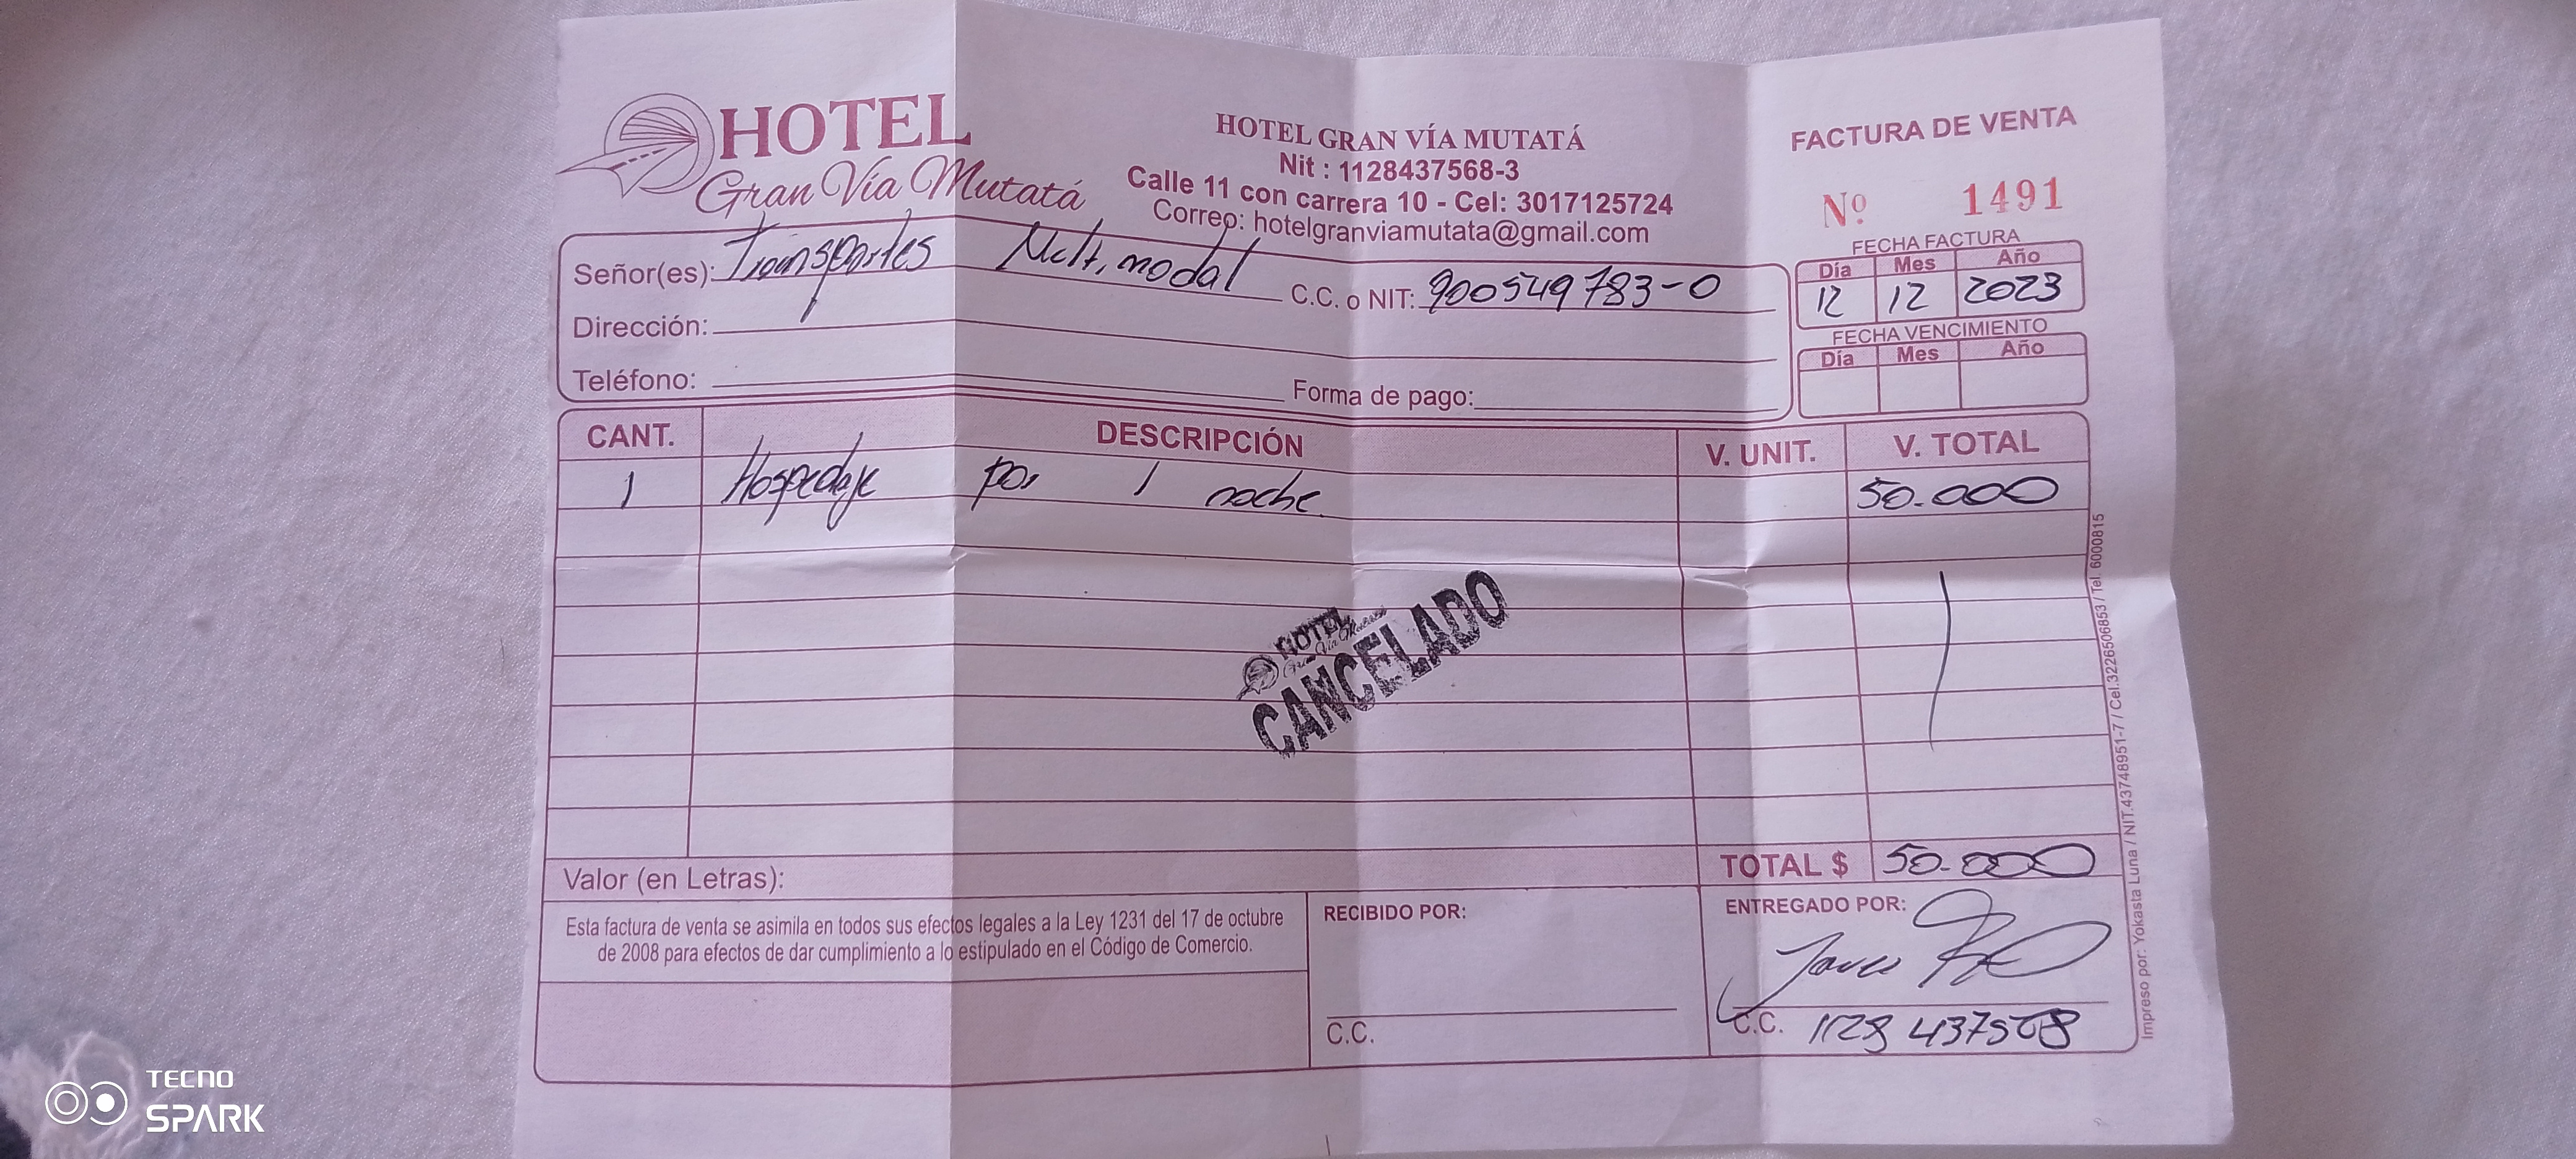 HOTEL
Gran Vía Mutatá
HOTEL GRAN VÍA MUTATÁ
Nit : 1128437568-3
Calle 11 con carrera 10 - Cel: 3017125724
Correo: hotelgranviamutata@gmail.com
FACTURA DE VENTA
Nº 1491
FECHA FACTURA
Día Mes Año
12 12 2023
FECHA VENCIMIENTO
Día Mes Año
Señor(es): Transportes Multimodal C.C. o NIT: 900549783-0
Dirección:
Teléfono: Forma de pago:
CANT. DESCRIPCIÓN V. UNIT. V. TOTAL
1 Hospedaje por 1 noche. 50.000
HOTEL
Gran Vía Mutatá
CANCELADO
Valor (en Letras): TOTAL $ 50.000
Esta factura de venta se asimila en todos sus efectos legales a la Ley 1231 del 17 de octubre
de 2008 para efectos de dar cumplimiento a lo estipulado en el Código de Comercio.
RECIBIDO POR:
C.C.
ENTREGADO POR:
C.C. 1128437568
Impreso por: Yokasta Luna / NIT.43748951-7 / Cel.3226506853 / Tel. 6000815
TECNO
SPARK